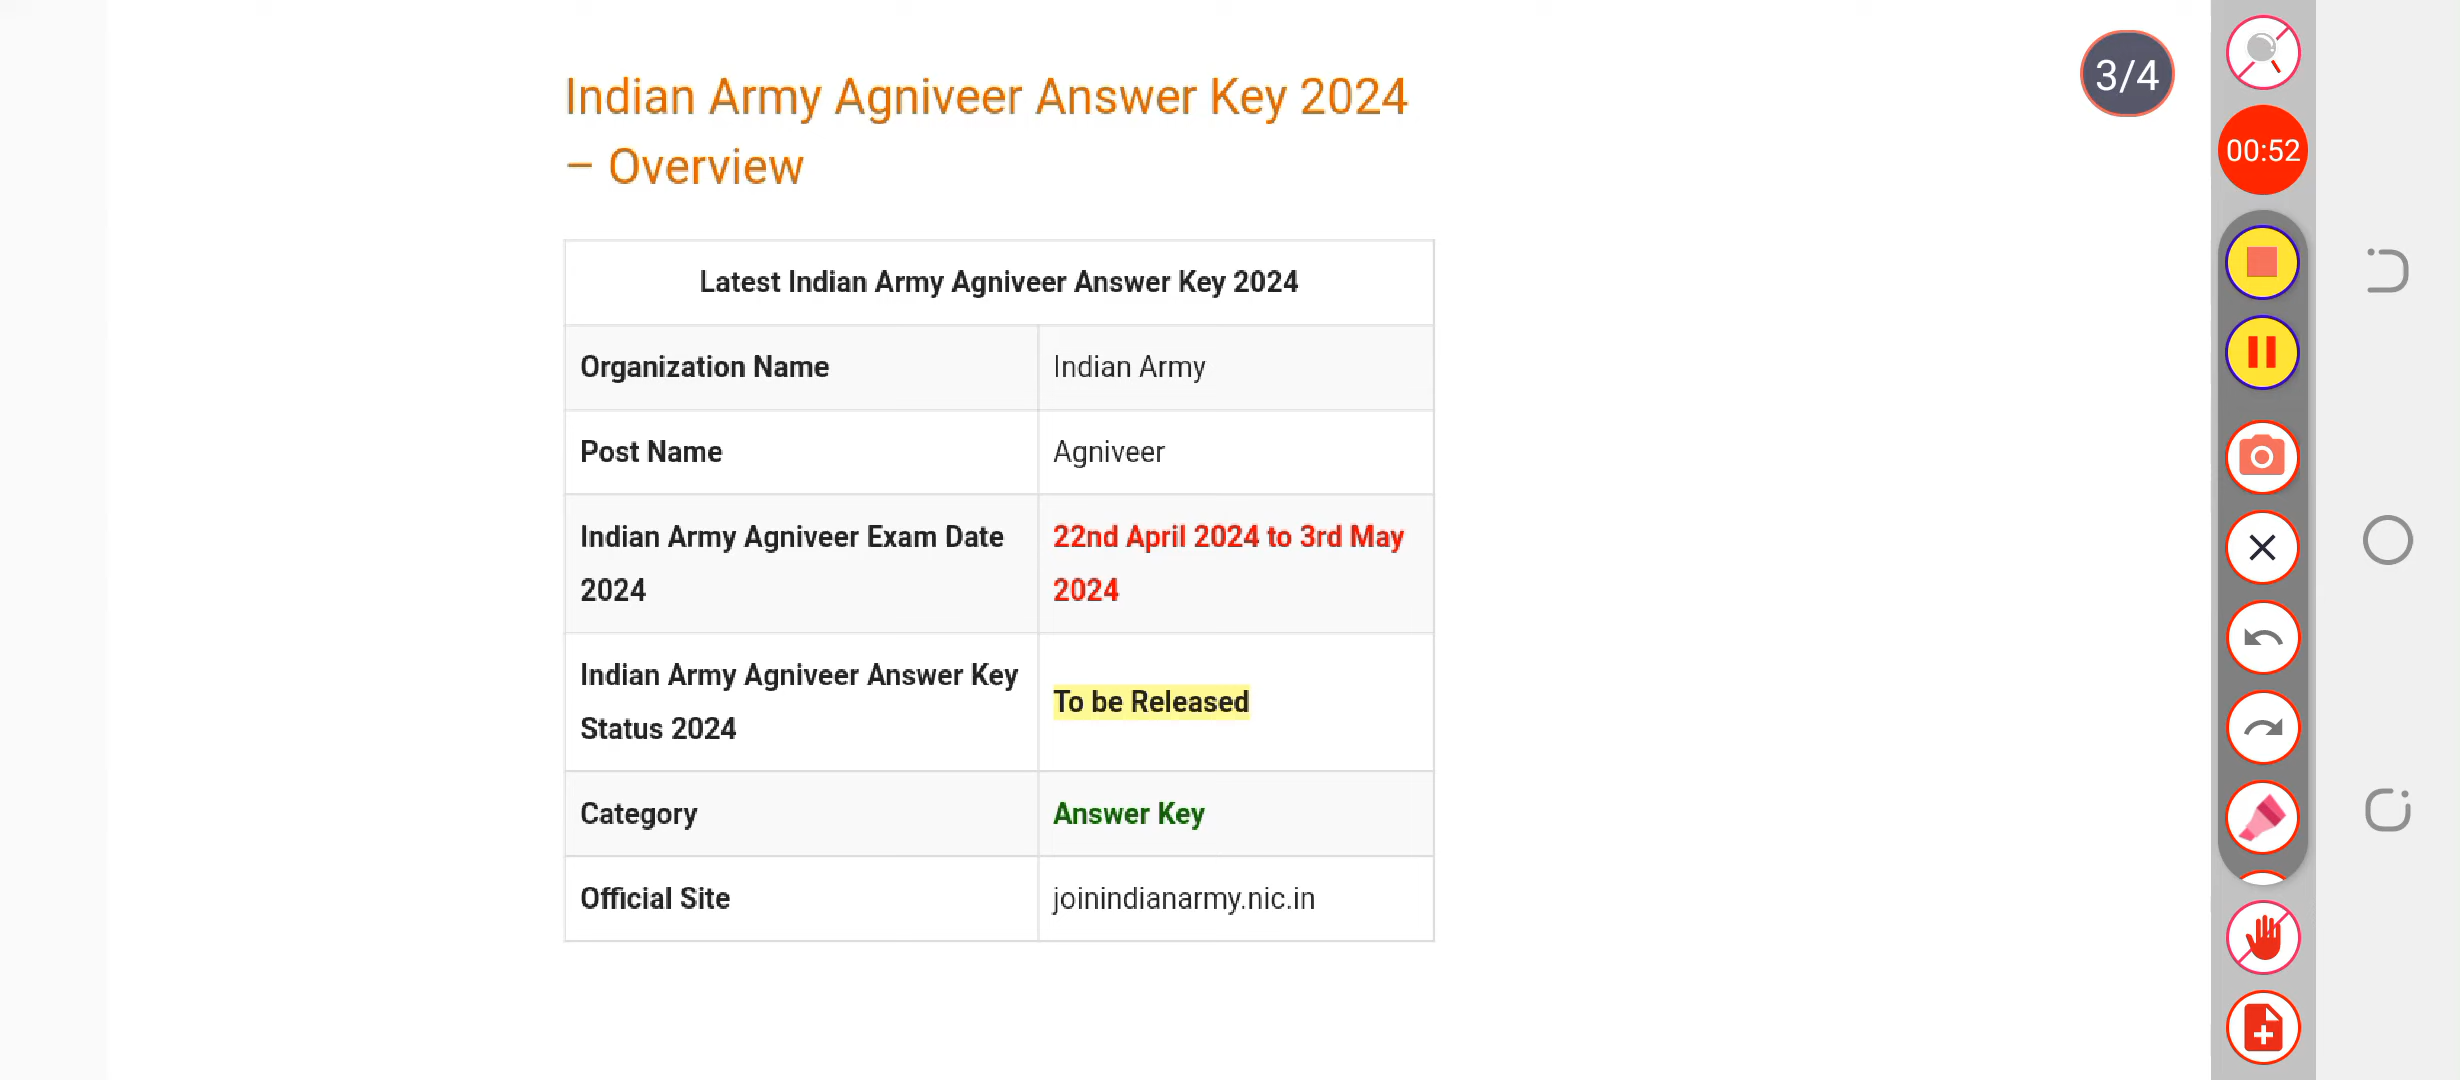 Indian Army Agniveer Answer Key 2024
– Overview
3/4
00:52
Latest Indian Army Agniveer Answer Key 2024
Organization Name
Indian Army
Post Name
Agniveer
Indian Army Agniveer Exam Date
2024
22nd April 2024 to 3rd May
2024
Indian Army Agniveer Answer Key
Status 2024
To be Released
Category
Answer Key
Official Site
joinindianarmy.nic.in